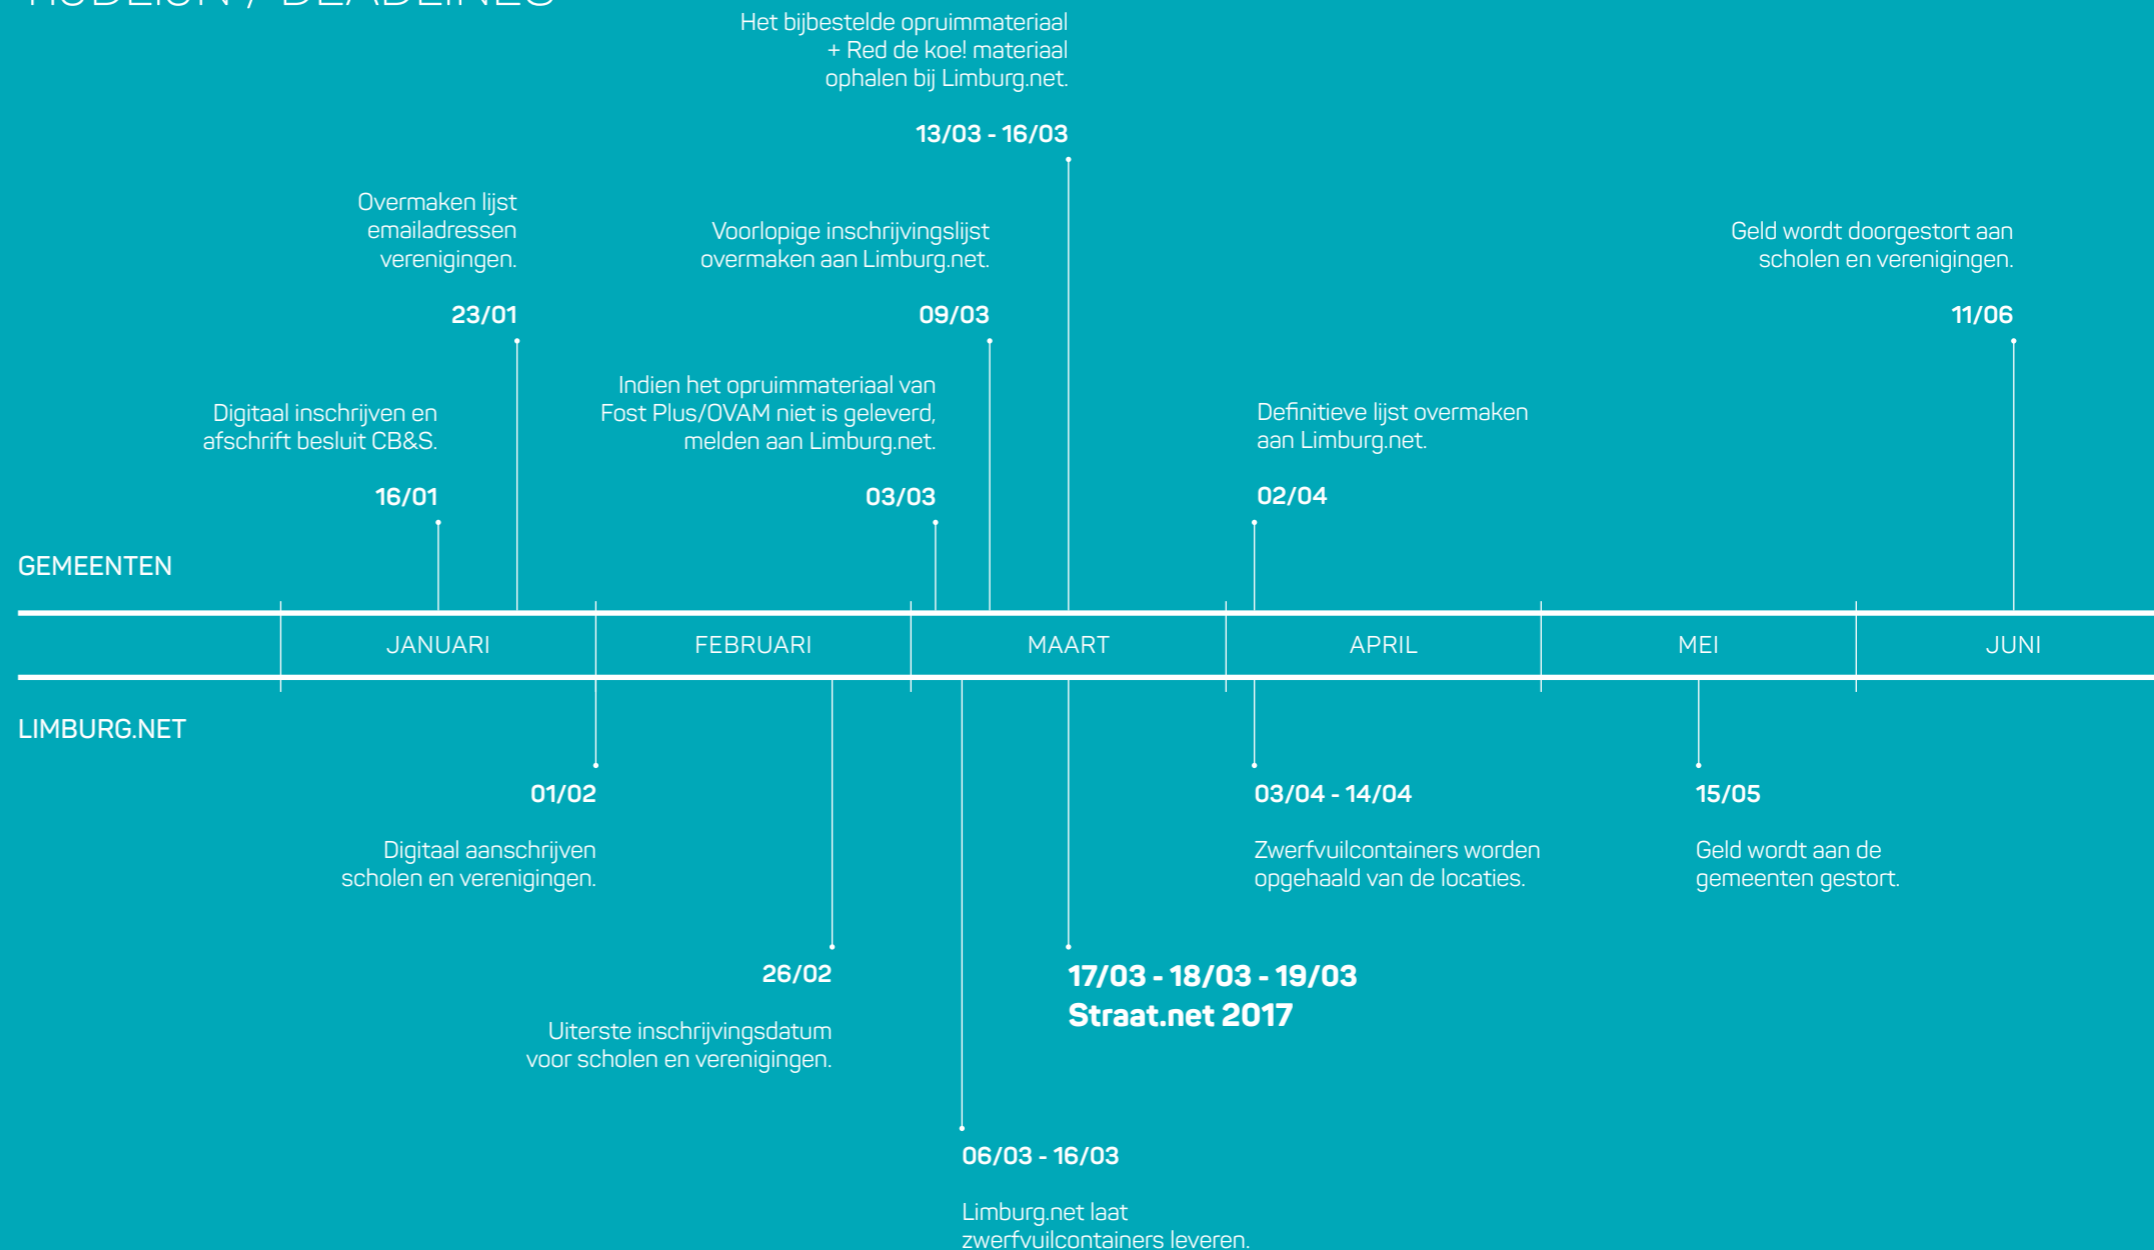 TIJDLIJN / DEADLINES
Het bijbestelde opruimmateriaal
+ Red de koe! materiaal
ophalen bij Limburg.net.
13/03 - 16/03
Overmaken lijst
emailadressen
verenigingen.
23/01
Voorlopige inschrijvingslijst
overmaken aan Limburg.net.
09/03
Geld wordt doorgestort aan
scholen en verenigingen.
11/06
Digitaal inschrijven en
afschrift besluit CB&S.
16/01
Indien het opruimmateriaal van
Fost Plus/OVAM niet is geleverd,
melden aan Limburg.net.
03/03
Definitieve lijst overmaken
aan Limburg.net.
02/04
GEMEENTEN
JANUARI
FEBRUARI
MAART
APRIL
MEI
JUNI
LIMBURG.NET
01/02
Digitaal aanschrijven
scholen en verenigingen.
03/04 - 14/04
Zwerfvuilcontainers worden
opgehaald van de locaties.
15/05
Geld wordt aan de
gemeenten gestort.
26/02
Uiterste inschrijvingsdatum
voor scholen en verenigingen.
17/03 - 18/03 - 19/03
Straat.net 2017
06/03 - 16/03
Limburg.net laat
zwerfvuilcontainers leveren.